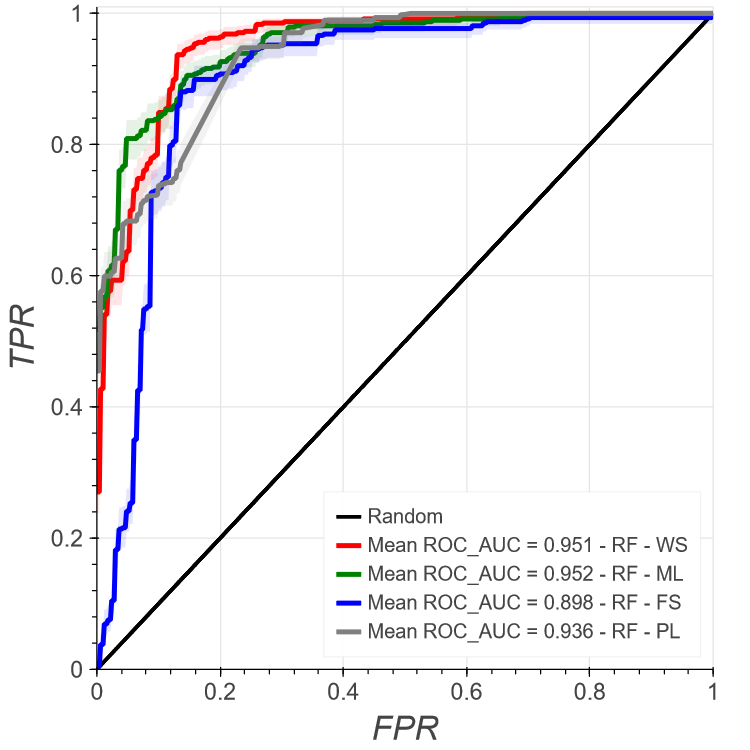 1
0.8
0.6
0.4
0.2
0
TPR
Random
Mean ROC_AUC = 0.951 - RF - WS
Mean ROC_AUC = 0.952 - RF - ML
Mean ROC_AUC = 0.898 - RF - FS
Mean ROC_AUC = 0.936 - RF - PL
0 0.2 0.4 0.6 0.8 1
FPR